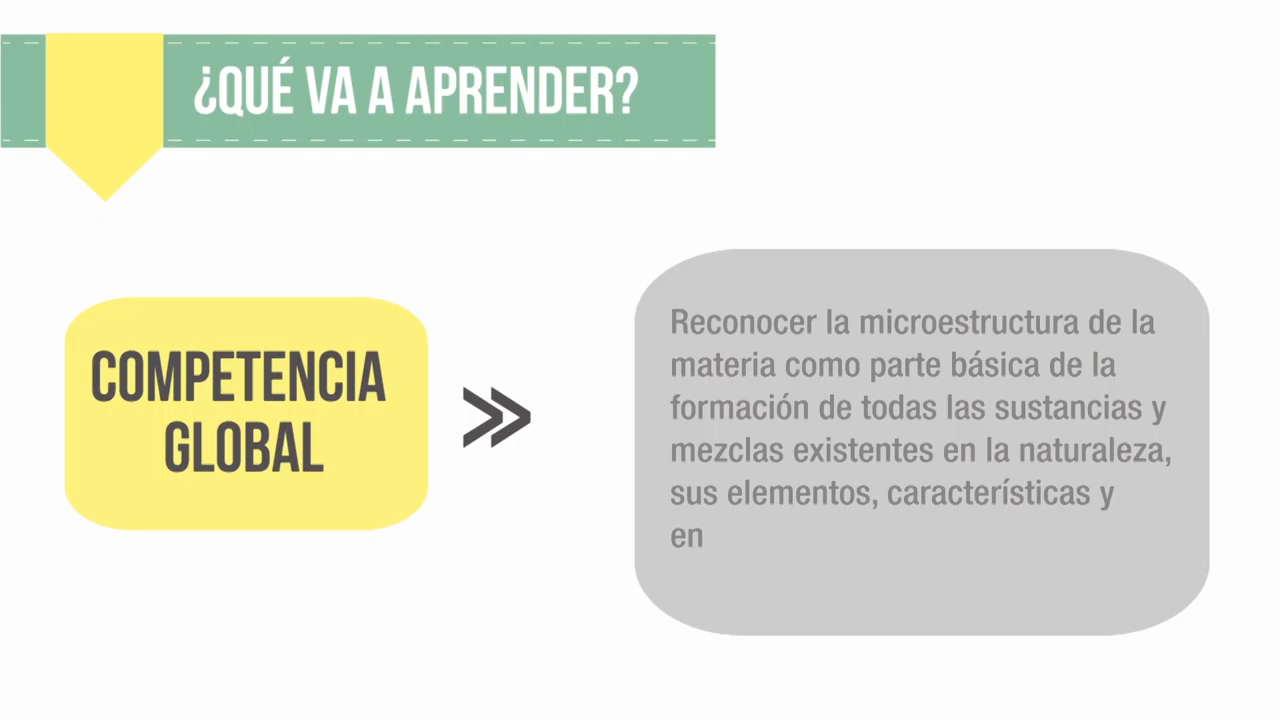 ¿QUÉ VA A APRENDER?
COMPETENCIA
GLOBAL
Reconocer la microestructura de la
materia como parte básica de la
formación de todas las sustancias y
mezclas existentes en la naturaleza,
sus elementos, características y
en